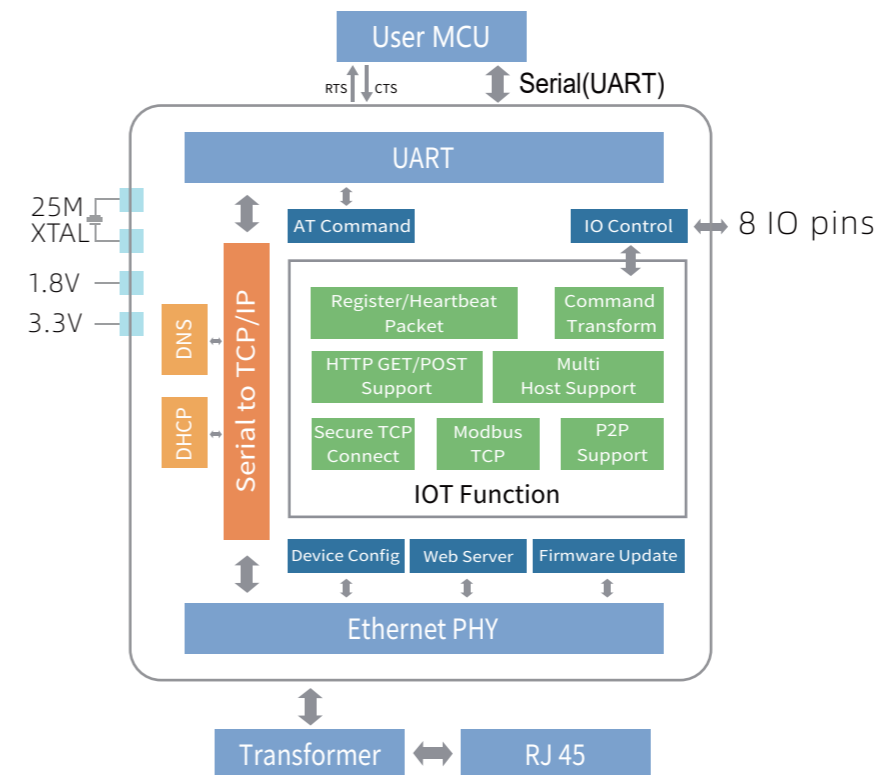 User MCU
RTS
CTS
Serial(UART)
UART
25M
XTAL
AT Command
IO Control
8 IO pins
1.8V
3.3V
DNS
DHCP
Serial to TCP/IP
Register/Heartbeat
Packet
Command
Transform
HTTP GET/POST
Support
Multi
Host Support
Secure TCP
Connect
Modbus
TCP
P2P
Support
IOT Function
Device Config
Web Server
Firmware Update
Ethernet PHY
Transformer
RJ 45